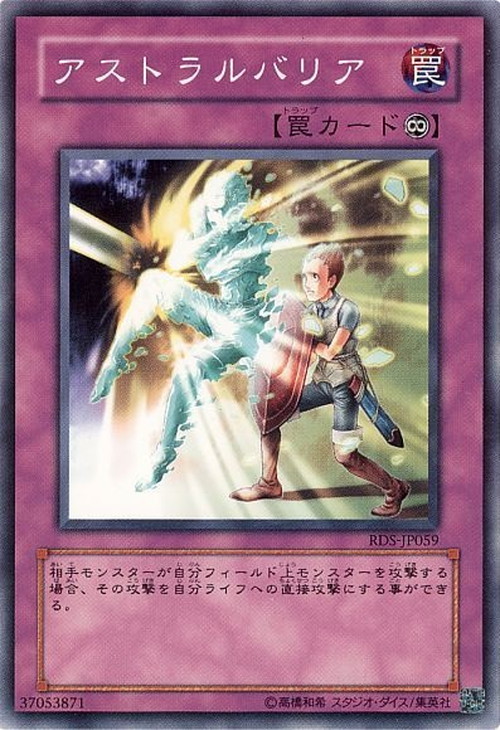 アストラルバリア
トラップ
罠
トラップ
【罠カード】
RDS-JP059
相手モンスターが自分フィールド上モンスターを攻撃する
場合、その攻撃を自分ライフへの直接攻撃にする事ができ
る。
37053871
©高橋和希 スタジオ・ダイス/集英社